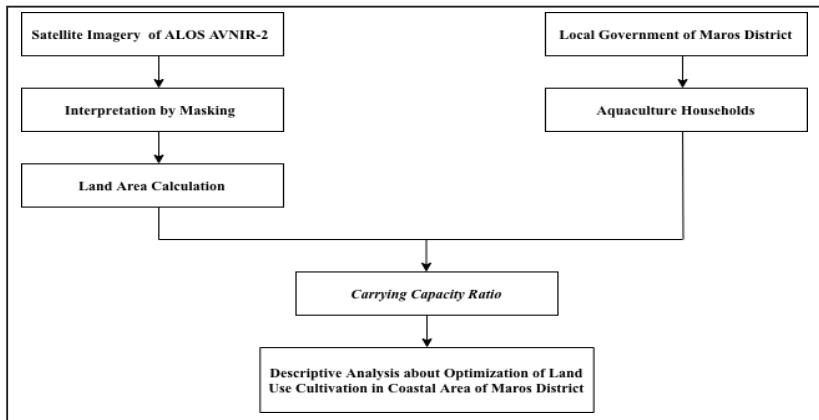 Satellite Imagery of ALOS AVNIR-2
Local Government of Maros District
Interpretation by Masking
Aquaculture Households
Land Area Calculation
Carrying Capacity Ratio
Descriptive Analysis about Optimization of Land
Use Cultivation in Coastal Area of Maros District